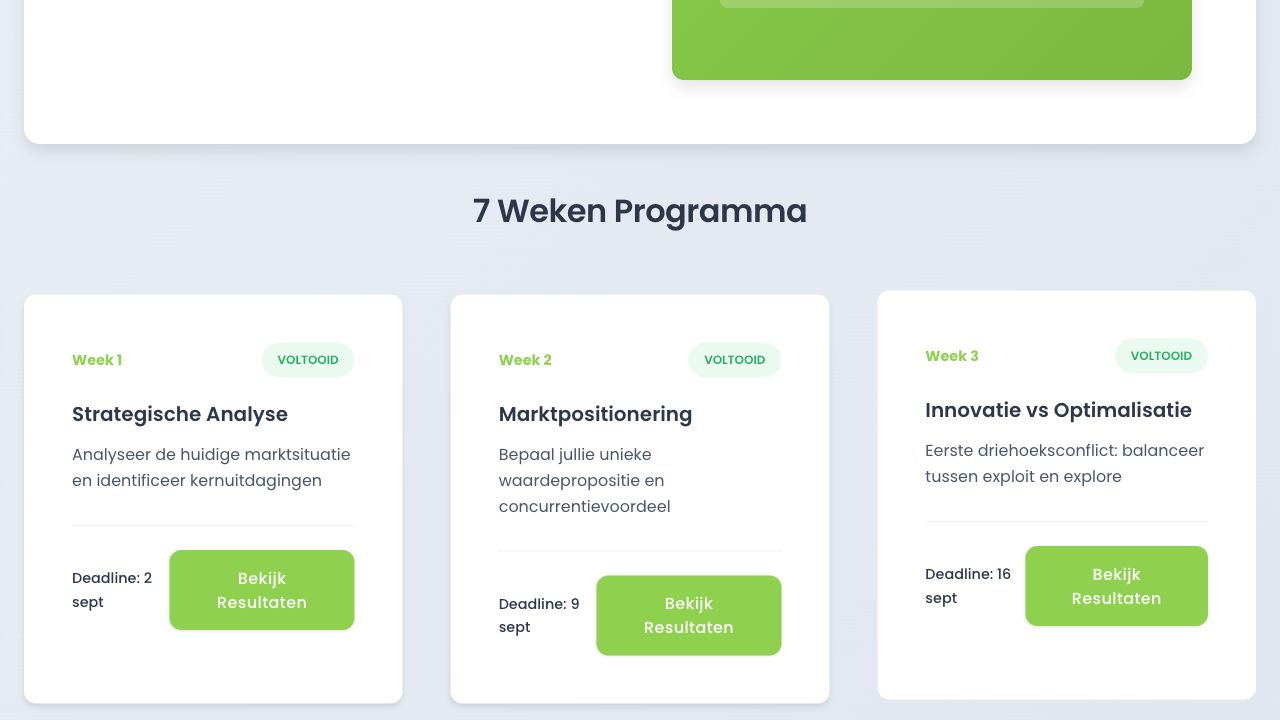 7 Weken Programma
Week 1
VOLTOOID
Strategische Analyse
Analyseer de huidige marktsituatie
en identificeer kernuitdagingen
Deadline: 2
sept
Bekijk
Resultaten
Week 2
VOLTOOID
Marktpositionering
Bepaal jullie unieke
waardepropositie en
concurrentievoordeel
Deadline: 9
sept
Bekijk
Resultaten
Week 3
VOLTOOID
Innovatie vs Optimalisatie
Eerste driehoeksconflict: balanceer
tussen exploit en explore
Deadline: 16
sept
Bekijk
Resultaten